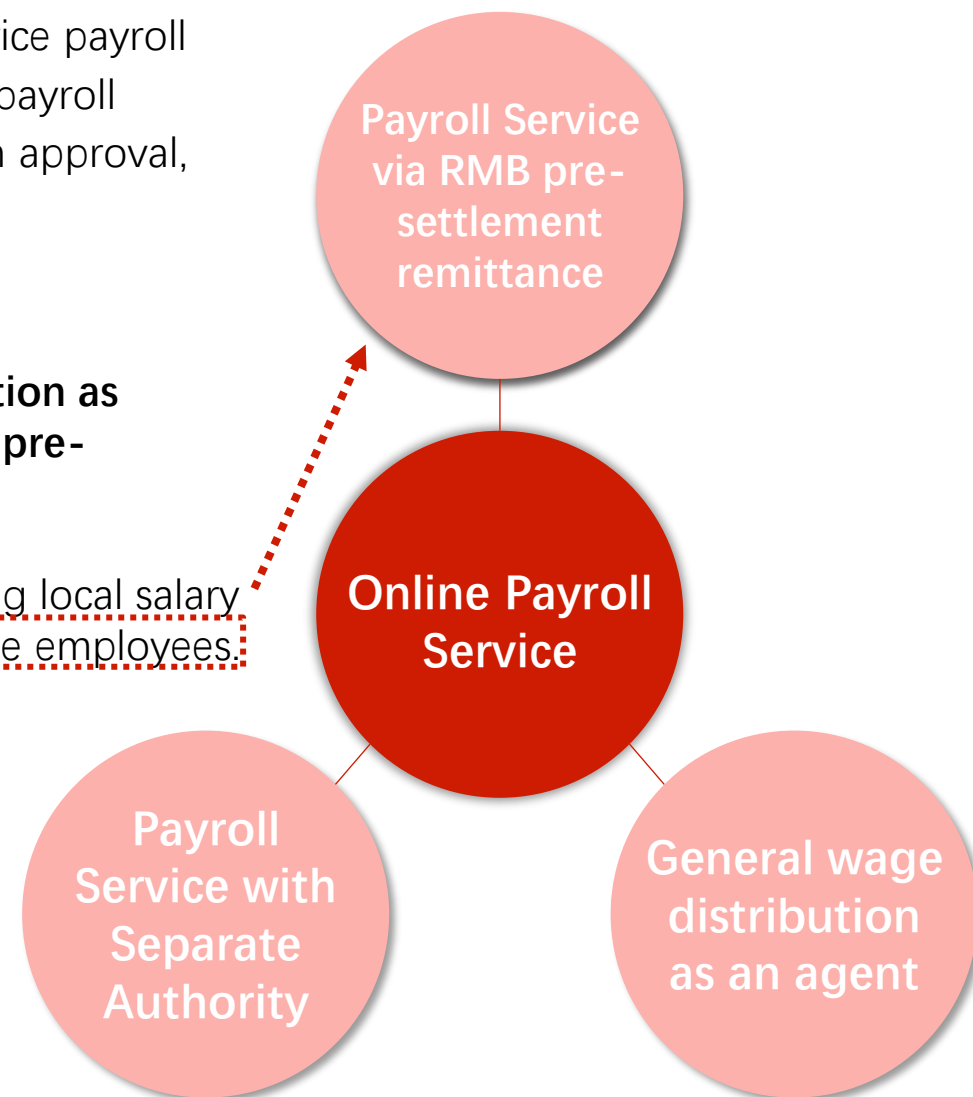 ice payroll
payroll
approval,
tion as
pre-
g local salary
e employees.
Payroll Service
via RMB pre-
settlement
remittance
Online Payroll
Service
Payroll
Service with
Separate
Authority
General wage
distribution
as an agent